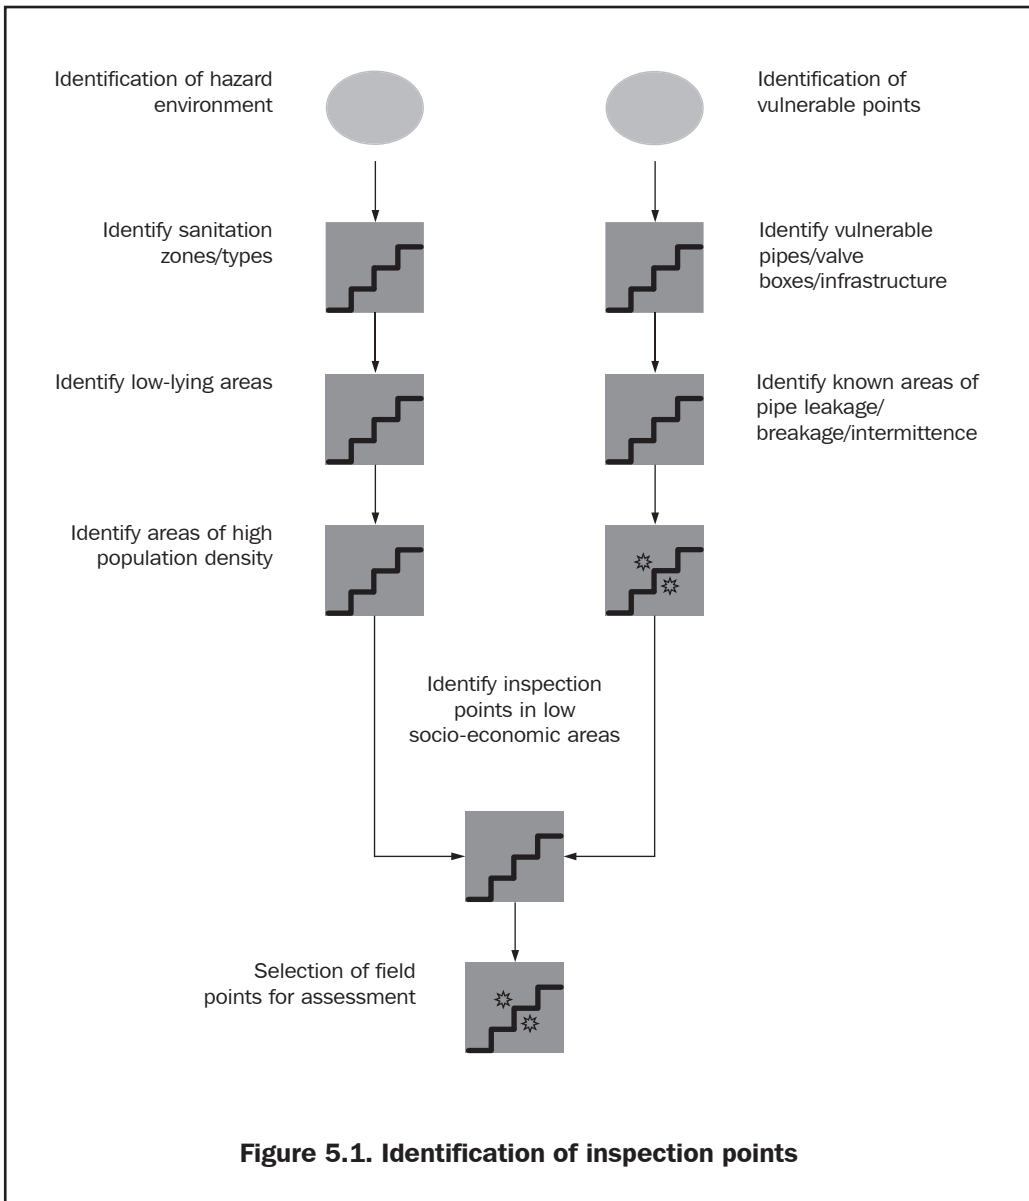 Identification of hazard
environment
Identification of
vulnerable points
Identify sanitation
zones/types
Identify vulnerable
pipes/valve
boxes/infrastructure
Identify low-lying areas
Identify known areas of
pipe leakage/
breakage/intermittence
Identify areas of high
population density
Identify inspection
points in low
socio-economic areas
Selection of field
points for assessment
Figure 5.1. Identification of inspection points